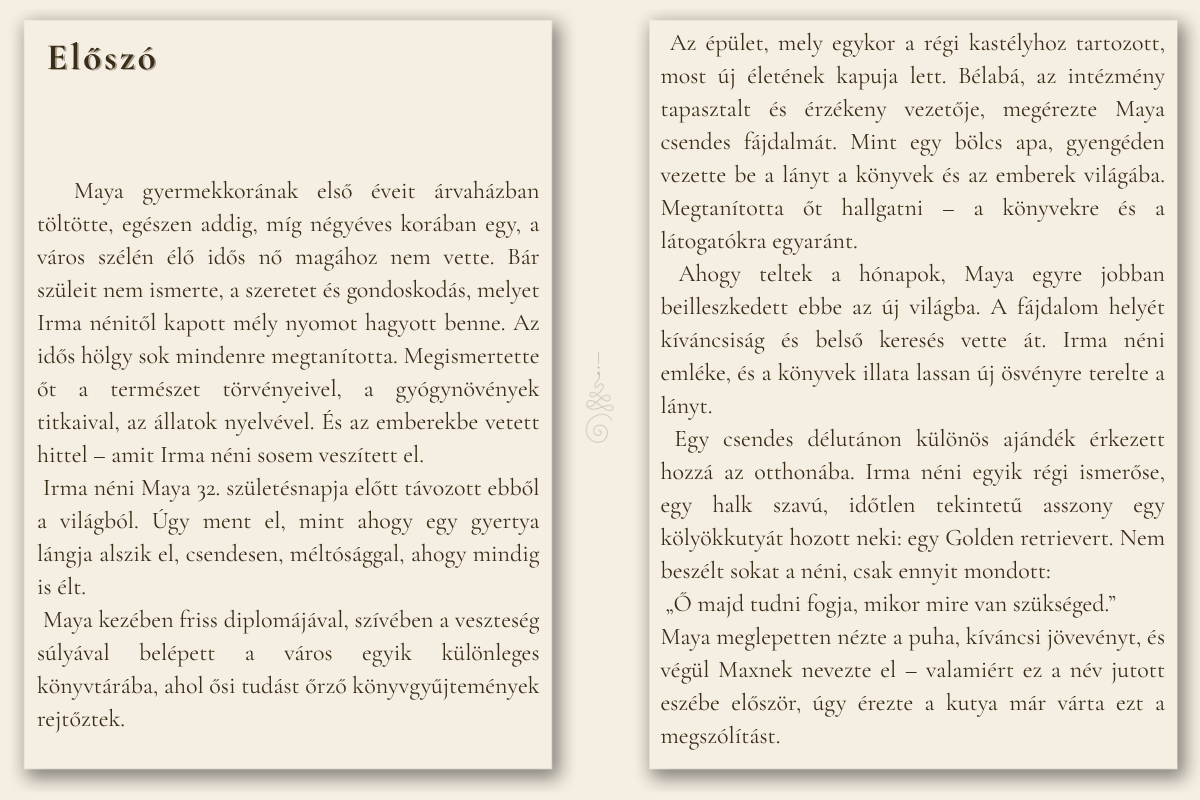 Előszó
Maya gyermekkorának első éveit árvaházban
töltötte, egészen addig, míg négyéves korában egy, a
város szélén élő idős nő magához nem vette. Bár
szüleit nem ismerte, a szeretet és gondoskodás, melyet
Irma nénitől kapott mély nyomot hagyott benne. Az
idős hölgy sok mindenre megtanította. Megismertette
őt a természet törvényeivel, a gyógynövények
titkaival, az állatok nyelvével. És az emberekbe vetett
hittel – amit Irma néni sosem veszített el.
Irma néni Maya 32. születésnapja előtt távozott ebből
a világból. Úgy ment el, mint ahogy egy gyertya
lángja alszik el, csendesen, méltósággal, ahogy mindig
is élt.
Maya kezében friss diplomájával, szívében a veszteség
súlyával belépett a város egyik különleges
könyvtárába, ahol ősi tudást őrző könyvgyűjtemények
rejtőztek.
Az épület, mely egykor a régi kastélyhoz tartozott,
most új életének kapuja lett. Bélabá, az intézmény
tapasztalt és érzékeny vezetője, megérezte Maya
csendes fájdalmát. Mint egy bölcs apa, gyengéden
vezette be a lányt a könyvek és az emberek világába.
Megtanította őt hallgatni – a könyvekre és a
látogatókra egyaránt.
Ahogy teltek a hónapok, Maya egyre jobban
beilleszkedett ebbe az új világba. A fájdalom helyét
kíváncsiság és belső keresés vette át. Irma néni
emléke, és a könyvek illata lassan új ösvényre terelte a
lányt.
Egy csendes délutánon különös ajándék érkezett
hozzá az otthonába. Irma néni egyik régi ismerőse,
egy halk szavú, időtlen tekintetű asszony egy
kölyökkutyát hozott neki: egy Golden retrievert. Nem
beszélt sokat a néni, csak ennyit mondott:
„Ő majd tudni fogja, mikor mire van szükséged.”
Maya meglepetten nézte a puha, kíváncsi jövevényt, és
végül Maxnek nevezte el – valamiért ez a név jutott
eszébe először, úgy érezte a kutya már várta ezt a
megszólítást.